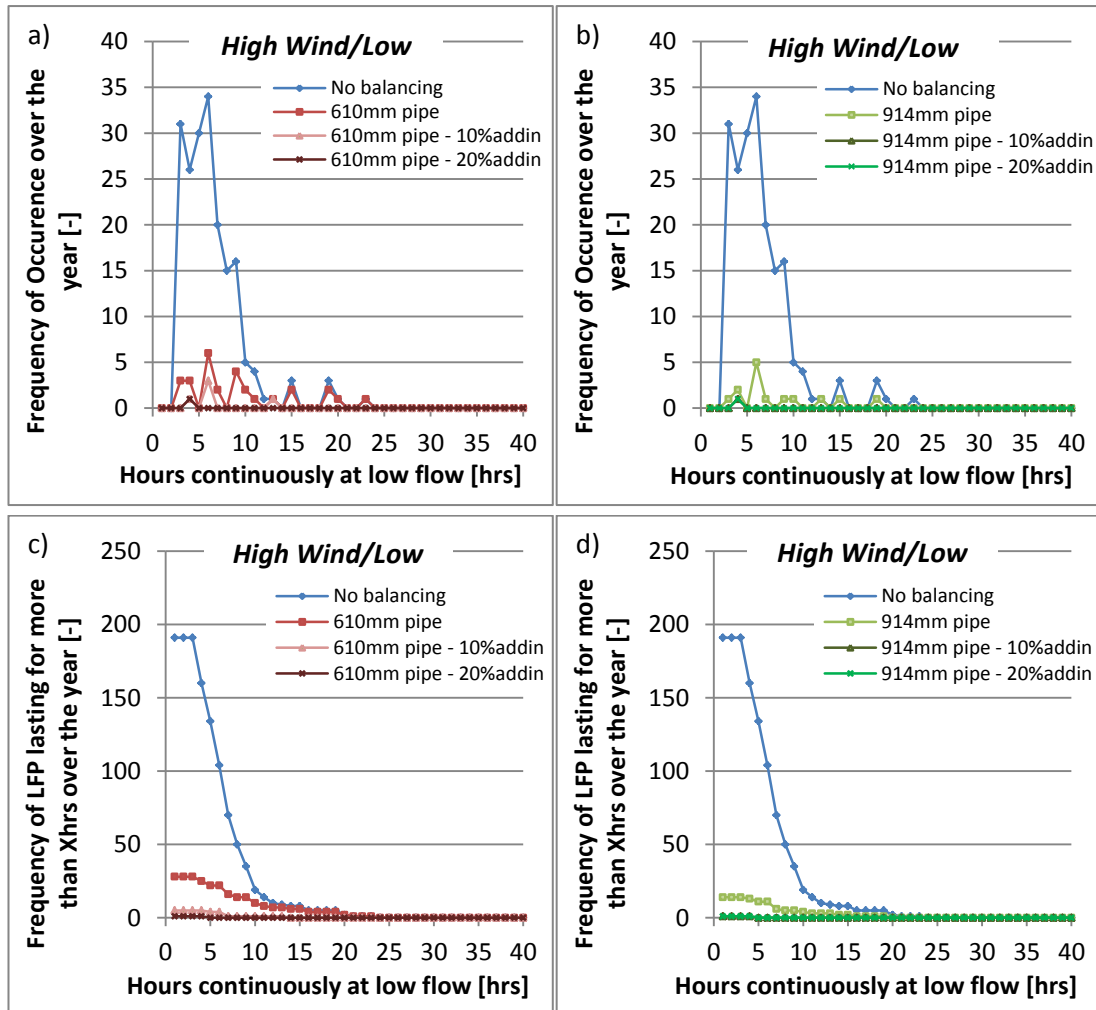 a)
High Wind/Low
40
35
30
25
20
15
10
5
0
No balancing
610mm pipe
610mm pipe - 10%addin
610mm pipe - 20%addin
Frequency of Occurence over the
year [-]
0 5 10 15 20 25 30 35 40
Hours continuously at low flow [hrs]
b)
High Wind/Low
40
35
30
25
20
15
10
5
0
No balancing
914mm pipe
914mm pipe - 10%addin
914mm pipe - 20%addin
Frequency of Occurence over the
year [-]
0 5 10 15 20 25 30 35 40
Hours continuously at low flow [hrs]
c)
High Wind/Low
250
200
150
100
50
0
No balancing
610mm pipe
610mm pipe - 10%addin
610mm pipe - 20%addin
Frequency of LFP lasting for more
than Xhrs over the year [-]
0 5 10 15 20 25 30 35 40
Hours continuously at low flow [hrs]
d)
High Wind/Low
250
200
150
100
50
0
No balancing
914mm pipe
914mm pipe - 10%addin
914mm pipe - 20%addin
Frequency of LFP lasting for more
than Xhrs over the year [-]
0 5 10 15 20 25 30 35 40
Hours continuously at low flow [hrs]